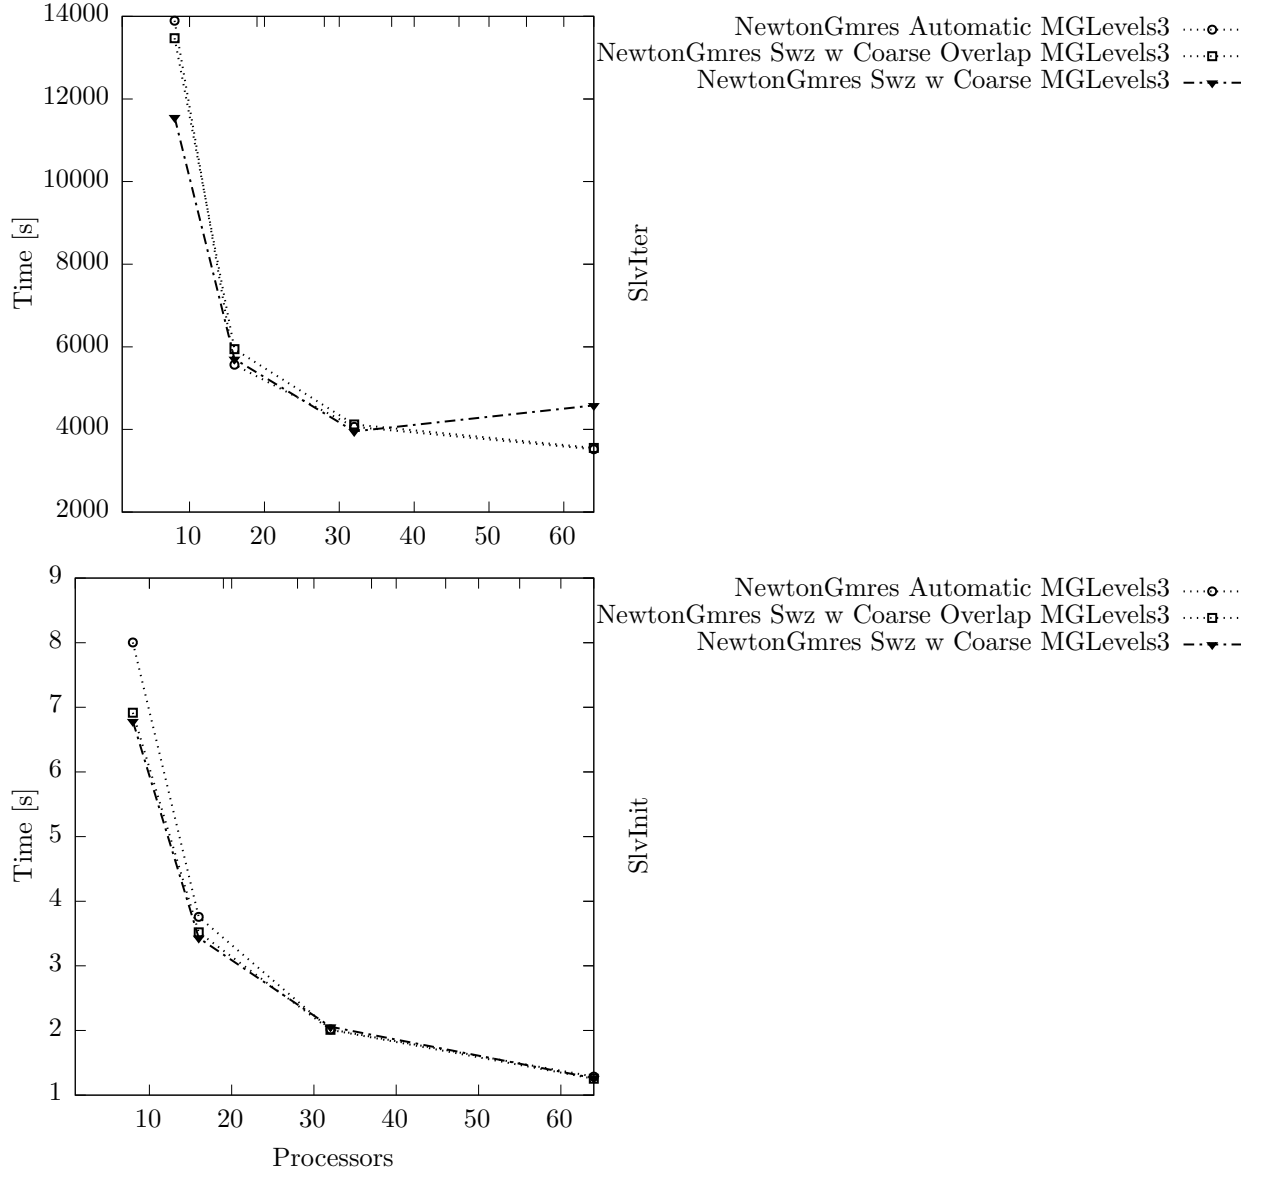 14000
12000
10000
8000
6000
4000
2000
Time [s]
10 20 30 40 50 60
SlvIter
NewtonGmres Automatic MGLevels3
NewtonGmres Swz w Coarse Overlap MGLevels3
NewtonGmres Swz w Coarse MGLevels3
9
8
7
6
5
4
3
2
1
Time [s]
10 20 30 40 50 60
Processors
SlvInit
NewtonGmres Automatic MGLevels3
NewtonGmres Swz w Coarse Overlap MGLevels3
NewtonGmres Swz w Coarse MGLevels3